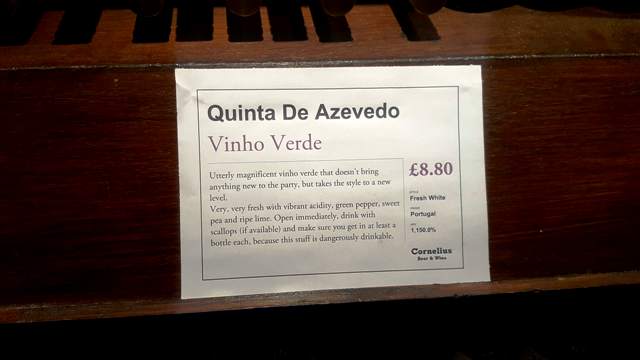 Quinta De Azevedo
Vinho Verde
Utterly magnificent vinho verde that doesn't bring
anything new to the party, but takes the style to a new
level.
Very, very fresh with vibrant acidity, green pepper, sweet
pea and ripe lime. Open immediately, drink with
scallops (if available) and make sure you get in at least a
bottle each, because this stuff is dangerously drinkable.
£8.80
STYLE
Fresh White
Portugal
1,150.0%
Cornelius
Beer & Wine